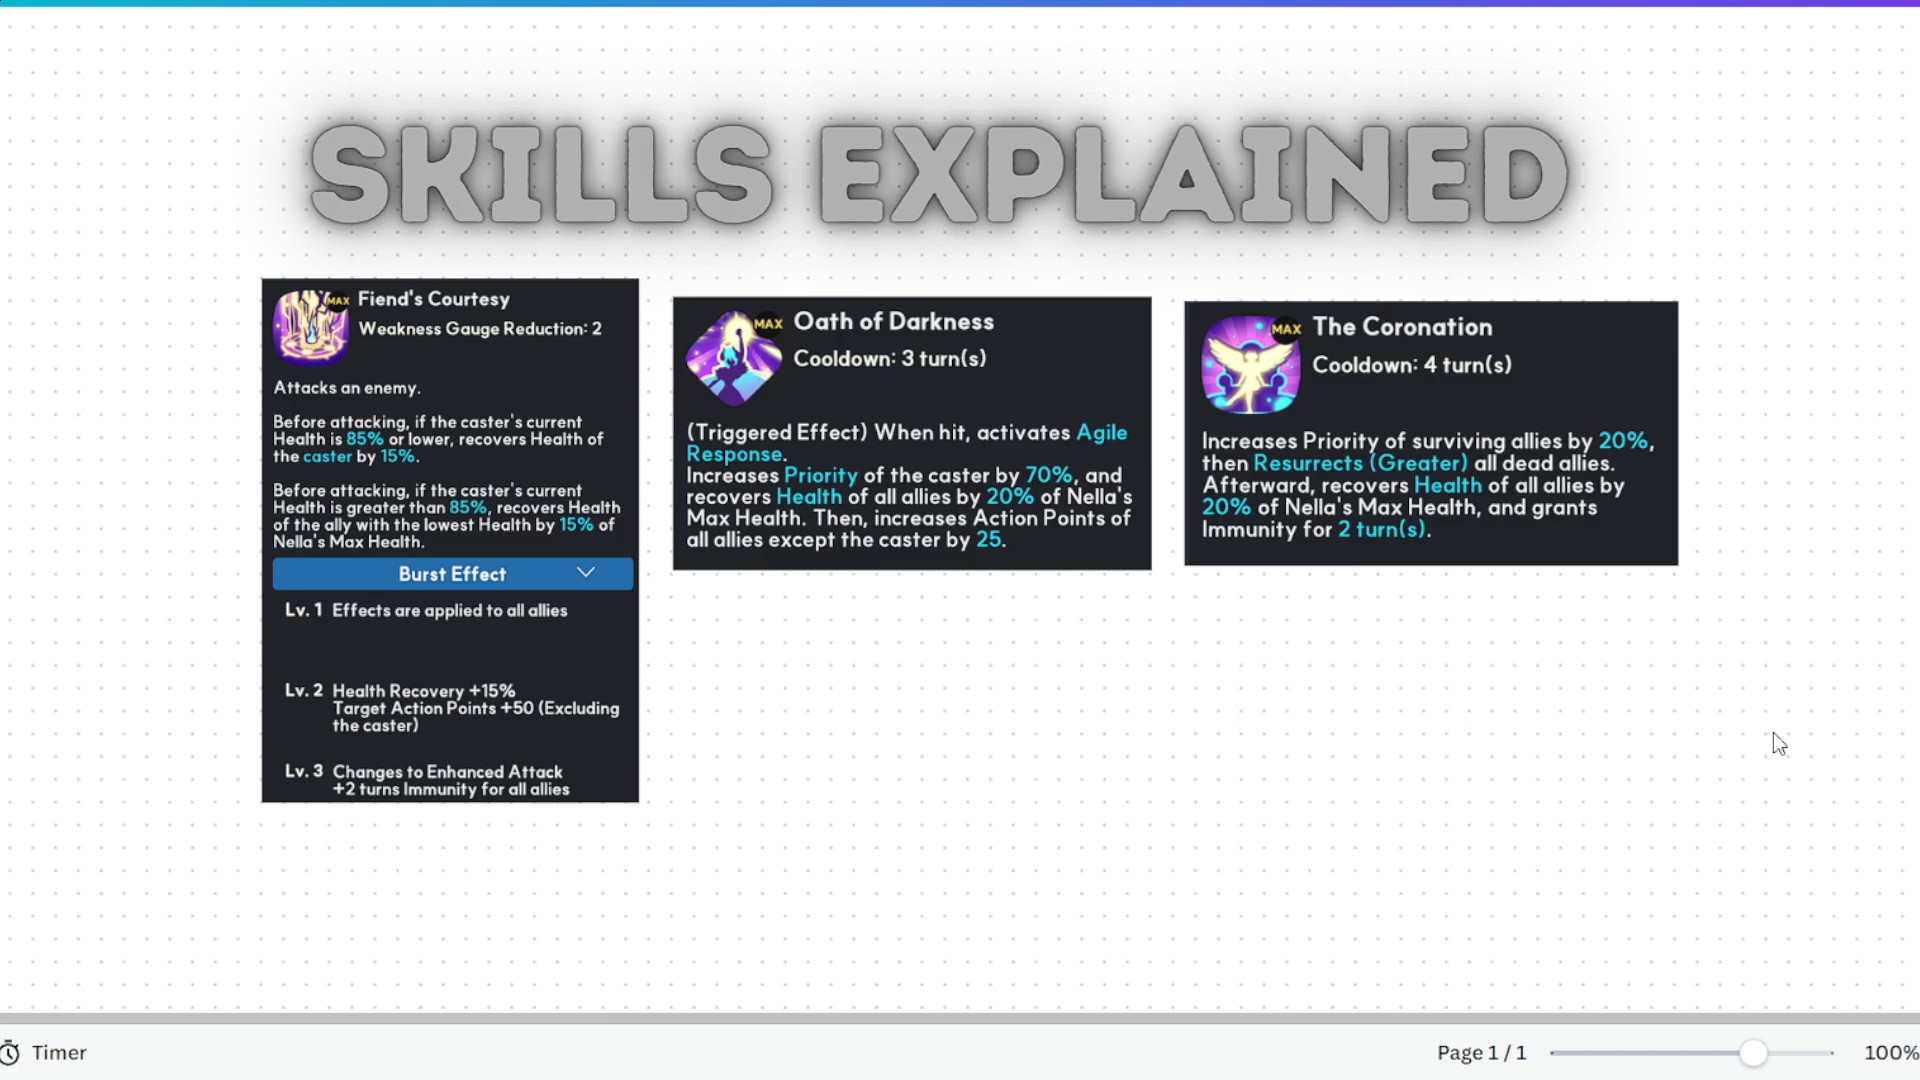 SKILLS EXPLAINED
MAX
Fiend's Courtesy
Weakness Gauge Reduction: 2
Attacks an enemy.
Before attacking, if the caster's current
Health is 85% or lower, recovers Health of
the caster by 15%.
Before attacking, if the caster's current
Health is greater than 85%, recovers Health
of the ally with the lowest Health by 15% of
Nella's Max Health.
Burst Effect
Lv. 1 Effects are applied to all allies
Lv. 2 Health Recovery +15%
Target Action Points +50 (Excluding
the caster)
Lv. 3 Changes to Enhanced Attack
+2 turns Immunity for all allies
MAX
Oath of Darkness
Cooldown: 3 turn(s)
(Triggered Effect) When hit, activates Agile
Response.
Increases Priority of the caster by 70%, and
recovers Health of all allies by 20% of Nella's
Max Health. Then, increases Action Points of
all allies except the caster by 25.
MAX
The Coronation
Cooldown: 4 turn(s)
Increases Priority of surviving allies by 20%,
then Resurrects (Greater) all dead allies.
Afterward, recovers Health of all allies by
20% of Nella's Max Health, and grants
Immunity for 2 turn(s).
Timer
Page 1 / 1
100%